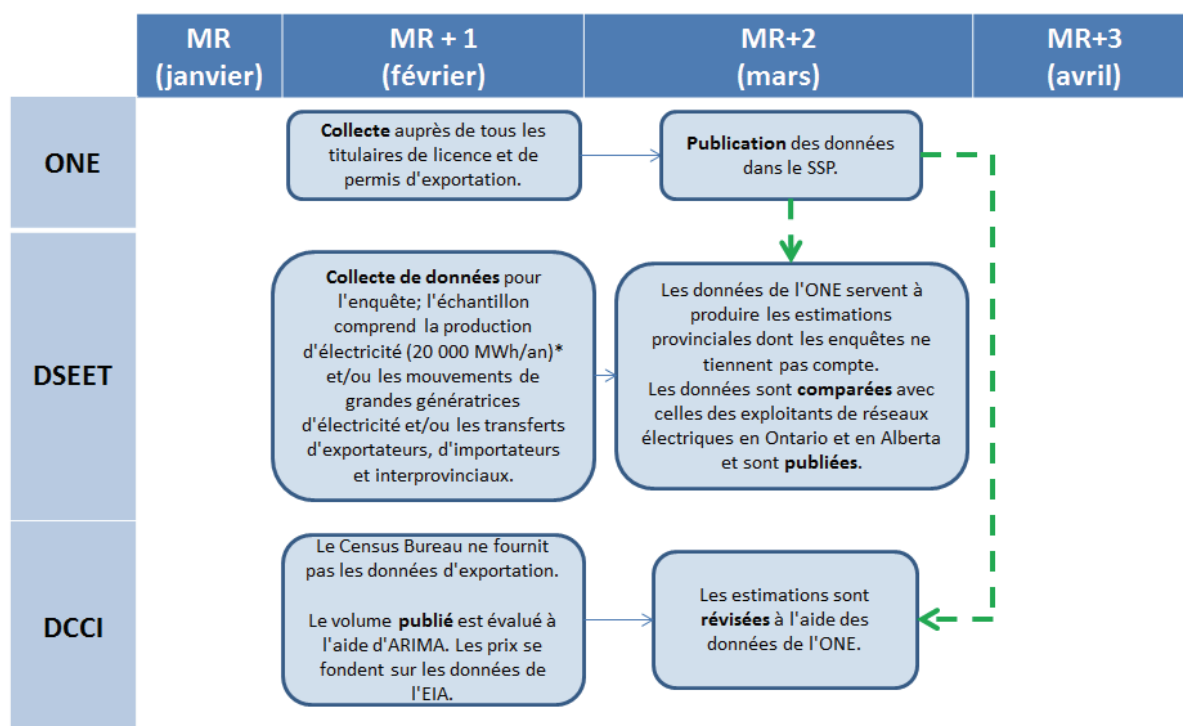 MR
(janvier)
MR + 1
(février)
MR+2
(mars)
MR+3
(avril)
ONE
Collecte auprès de tous les
titulaires de licence et de
permis d'exportation.
Publication des données
dans le SSP.
DSEET
Collecte de données pour
l'enquête; l'échantillon
comprend la production
d'électricité (20 000 MWh/an)*
et/ou les mouvements de
grandes génératrices
d'électricité et/ou les transferts
d'exportateurs, d'importateurs
et interprovinciaux.
Les données de l'ONE servent à
produire les estimations
provinciales dont les enquêtes ne
tiennent pas compte.
Les données sont comparées avec
celles des exploitants de réseaux
électriques en Ontario et en Alberta
et sont publiées.
DCCI
Le Census Bureau ne fournit
pas les données d'exportation.
Le volume publié est évalué à
l'aide d'ARIMA. Les prix se
fondent sur les données de
l'EIA.
Les estimations sont
révisées à l'aide des
données de l'ONE.